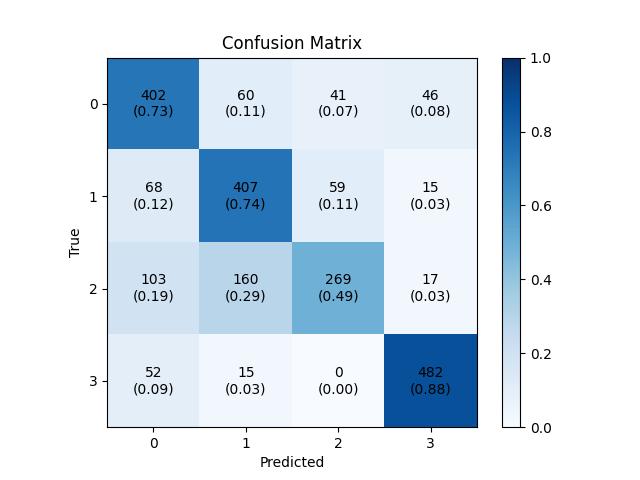 Confusion Matrix
1.0
0 402 60 41 46
(0.73) (0.11) (0.07) (0.08)
0.8
1 68 407 59 15
(0.12) (0.74) (0.11) (0.03)
0.6
True
2 103 160 269 17
(0.19) (0.29) (0.49) (0.03)
0.4
0.2
3 52 15 0 482
(0.09) (0.03) (0.00) (0.88)
0.0
0 1 2 3
Predicted